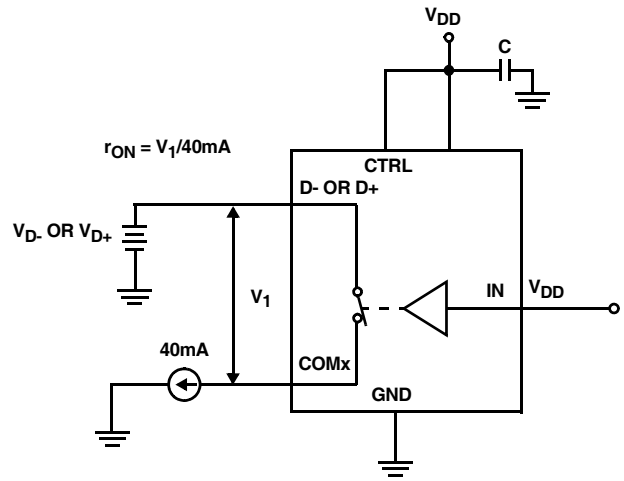 VDD
C
rON = V1/40mA
CTRL
D- OR D+
VD- OR VD+
V1
IN
VDD
40mA
COMx
GND